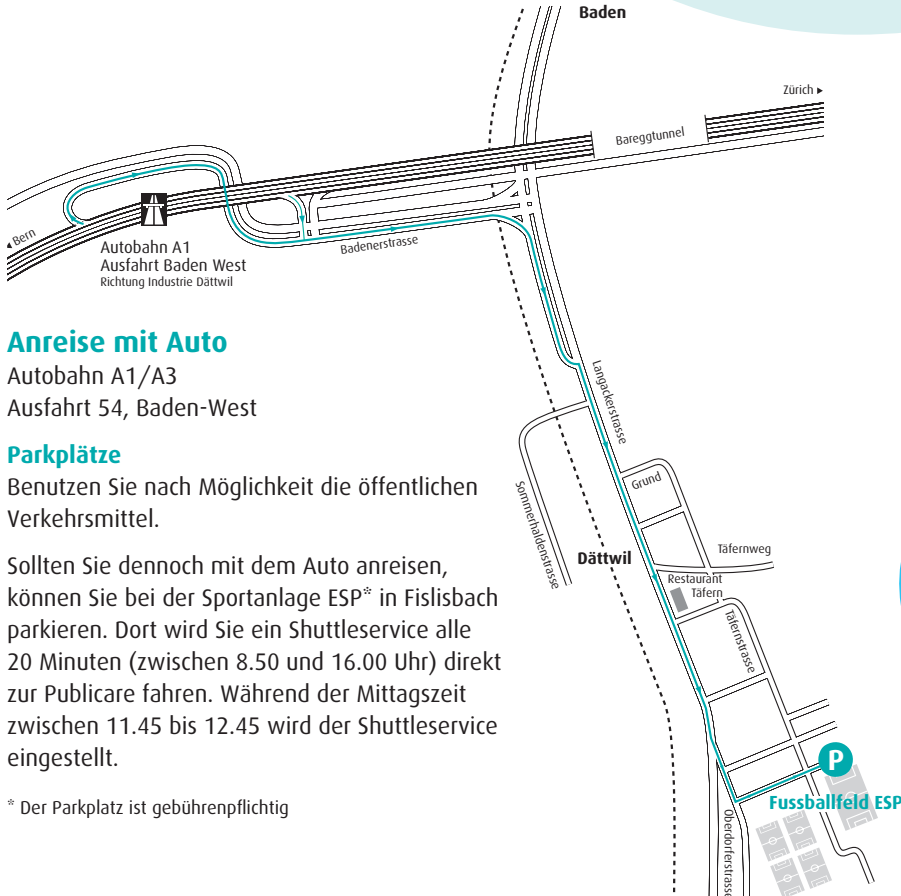 Baden
Zürich ▸
Bareggtunnel
◂ Bern
Autobahn A1
Ausfahrt Baden West
Richtung Industrie Dättwil
Badenerstrasse
Anreise mit Auto
Autobahn A1/A3
Ausfahrt 54, Baden-West
Parkplätze
Benutzen Sie nach Möglichkeit die öffentlichen
Verkehrsmittel.
Sollten Sie dennoch mit dem Auto anreisen,
können Sie bei der Sportanlage ESP* in Fislisbach
parkieren. Dort wird Sie ein Shuttleservice alle
20 Minuten (zwischen 8.50 und 16.00 Uhr) direkt
zur Publicare fahren. Während der Mittagszeit
zwischen 11.45 bis 12.45 wird der Shuttleservice
eingestellt.
* Der Parkplatz ist gebührenpflichtig
Langackerstrasse
Sommerhaldenstrasse
Grund
Täfernweg
Dättwil
Restaurant
Täfern
Täfernstrasse
P
Fussballfeld ESP
Oberdorferstrasse